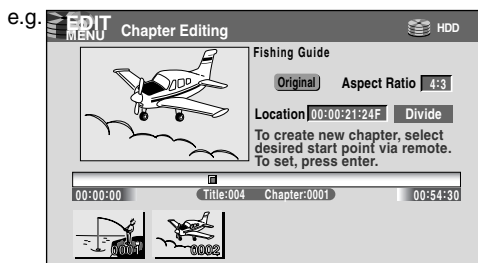 e.g.
EDIT
MENU Chapter Editing HDD
Fishing Guide
Original Aspect Ratio 4:3
Location 00:00:21:24F Divide
To create new chapter, select
desired start point via remote.
To set, press enter.
00:00:00 Title:004 Chapter:0001 00:54:30
0001 0002